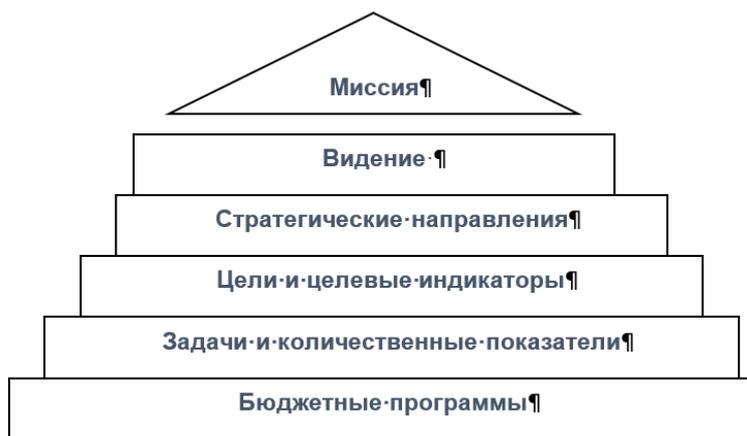 Миссия¶
Видение·¶
Стратегические·направления¶
Цели·и·целевые·индикаторы¶
Задачи·и·количественные·показатели¶
Бюджетные·программы¶